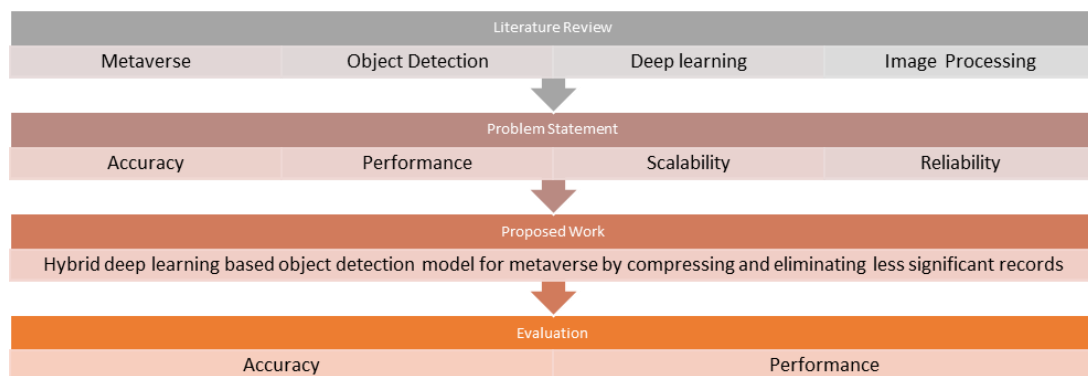 Literature Review
Metaverse Object Detection Deep learning Image Processing
Problem Statement
Accuracy Performance Scalability Reliability
Proposed Work
Hybrid deep learning based object detection model for metaverse by compressing and eliminating less significant records
Evaluation
Accuracy Performance